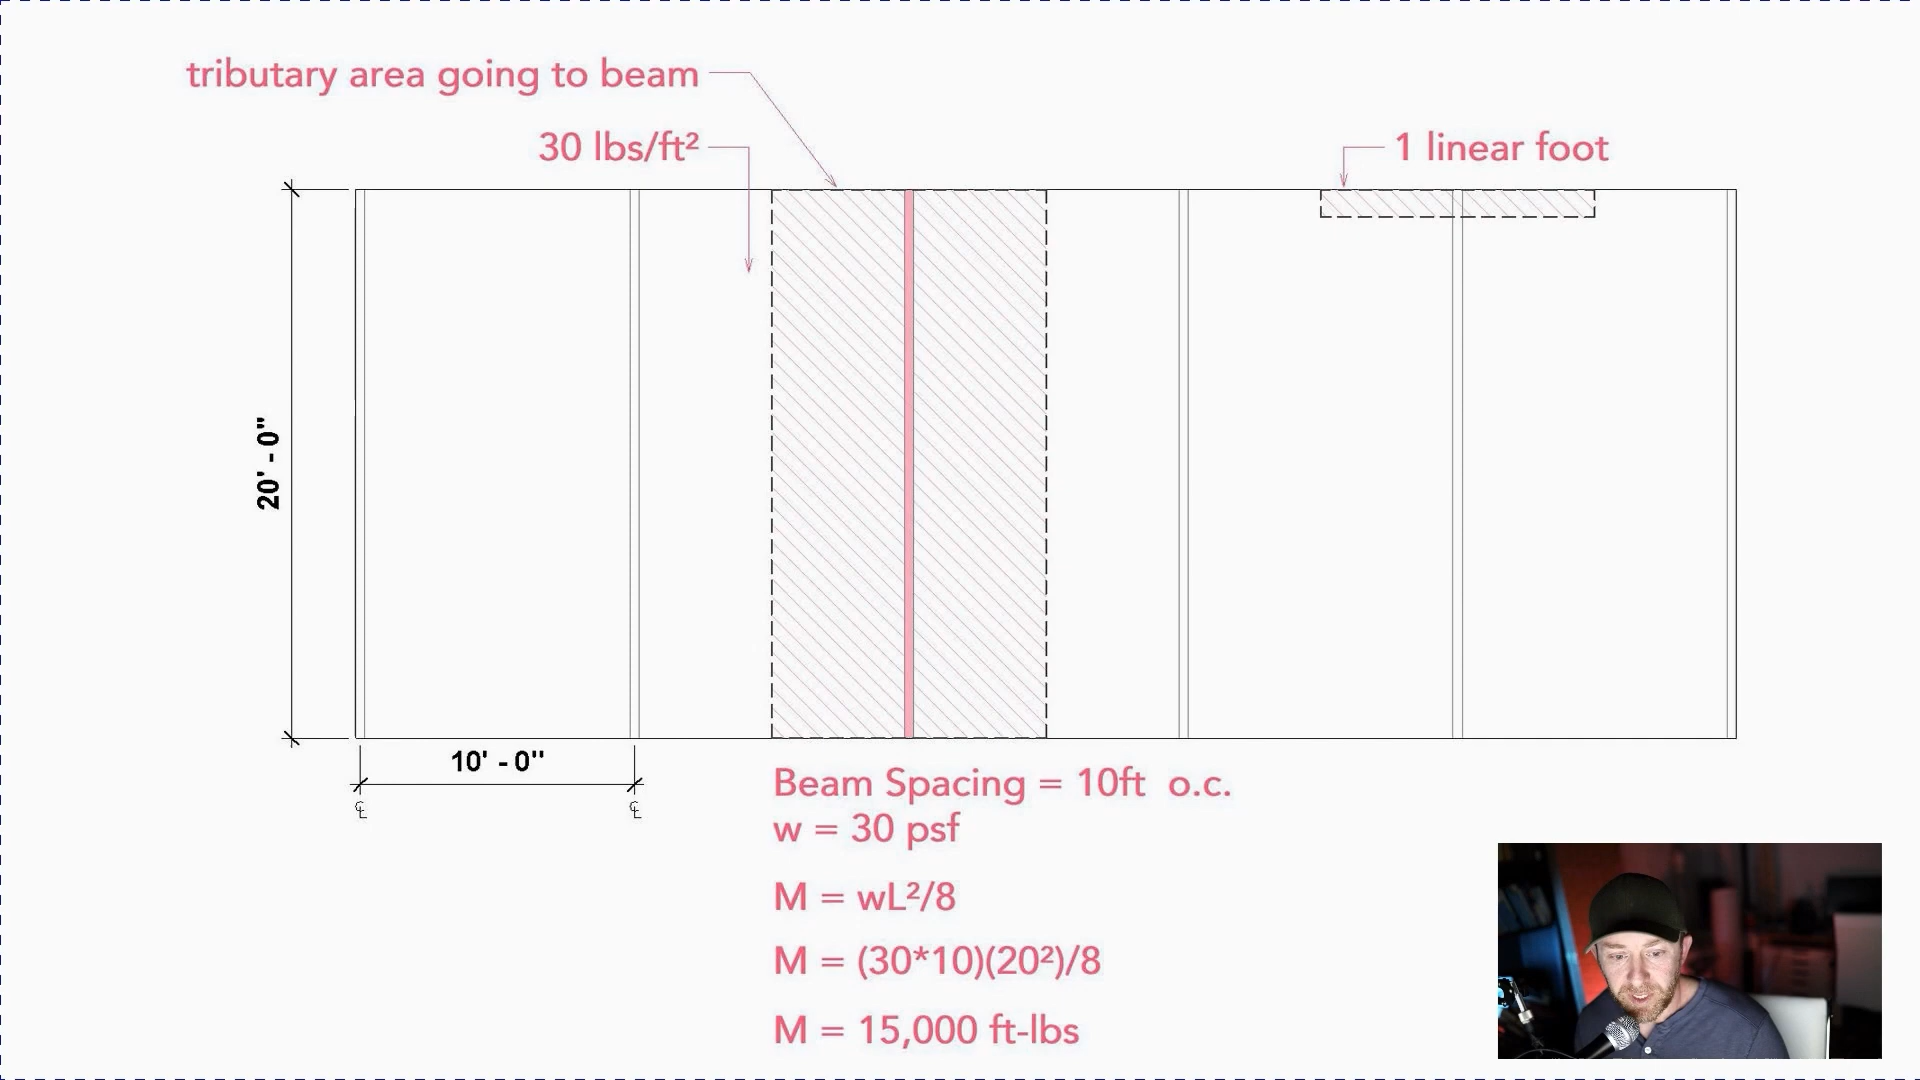 tributary area going to beam
30 lbs/ft²
1 linear foot
20' - 0"
10' - 0"
℄
℄
Beam Spacing = 10ft o.c.
w = 30 psf
M = wL²/8
M = (30*10)(20²)/8
M = 15,000 ft-lbs